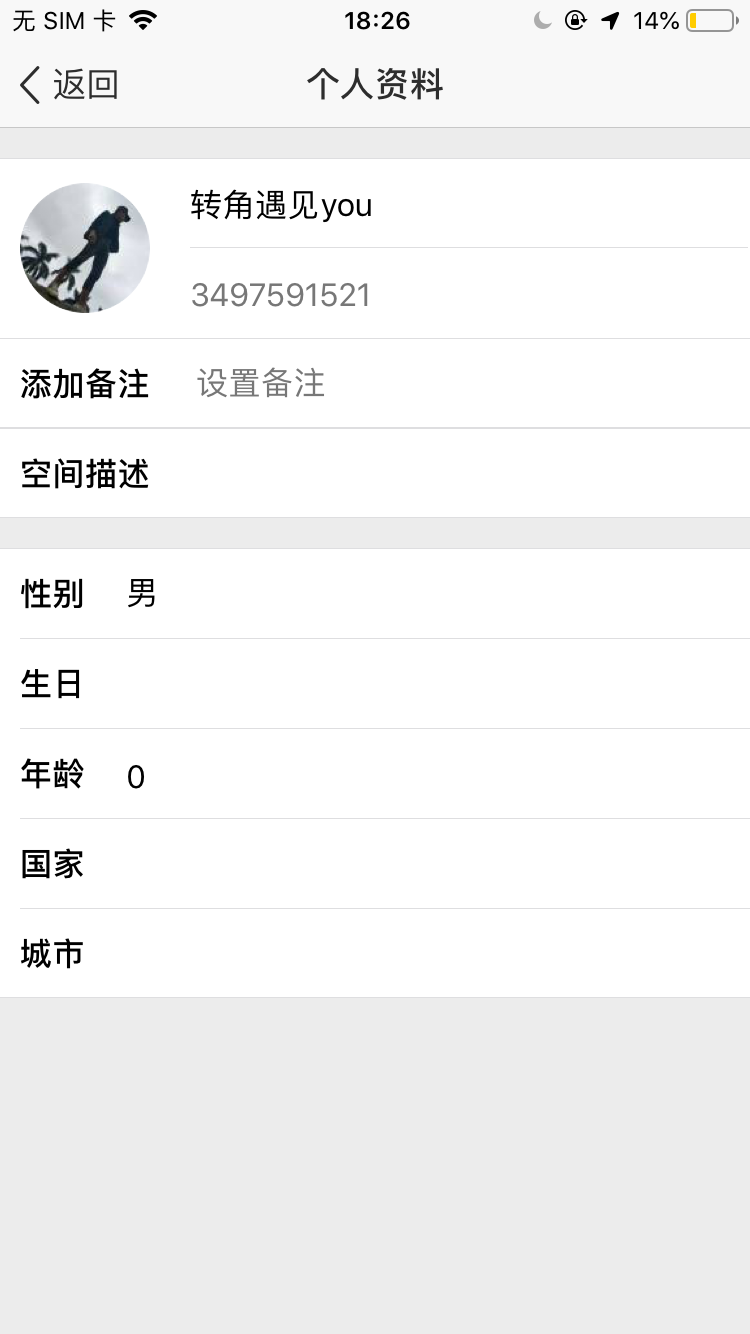 无 SIM 卡 18:26 14%
返回 个人资料
转角遇见you
3497591521
添加备注 设置备注
空间描述
性别 男
生日
年龄 0
国家
城市